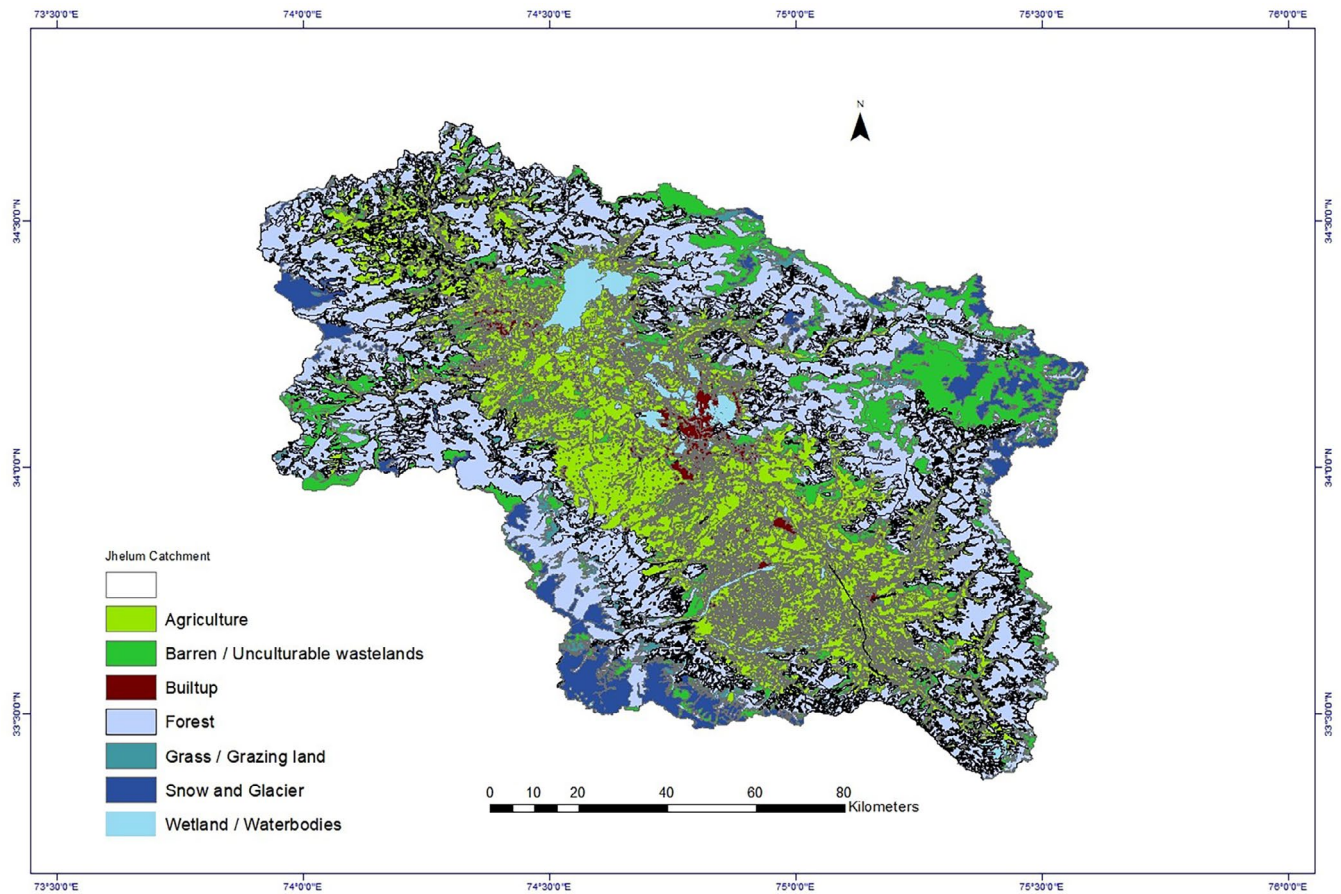 73°30'0"E 74°0'0"E 74°30'0"E 75°0'0"E 75°30'0"E 76°0'0"E
N
34°30'0"N 34°30'0"N
34°0'0"N 34°0'0"N
Jhelum Catchment
Agriculture
Barren / Unculturable wastelands
Builtup
33°30'0"N 33°30'0"N
Forest
Grass / Grazing land
Snow and Glacier
0 10 20 40 60 80
Kilometers
Wetland / Waterbodies
73°30'0"E 74°0'0"E 74°30'0"E 75°0'0"E 75°30'0"E 76°0'0"E